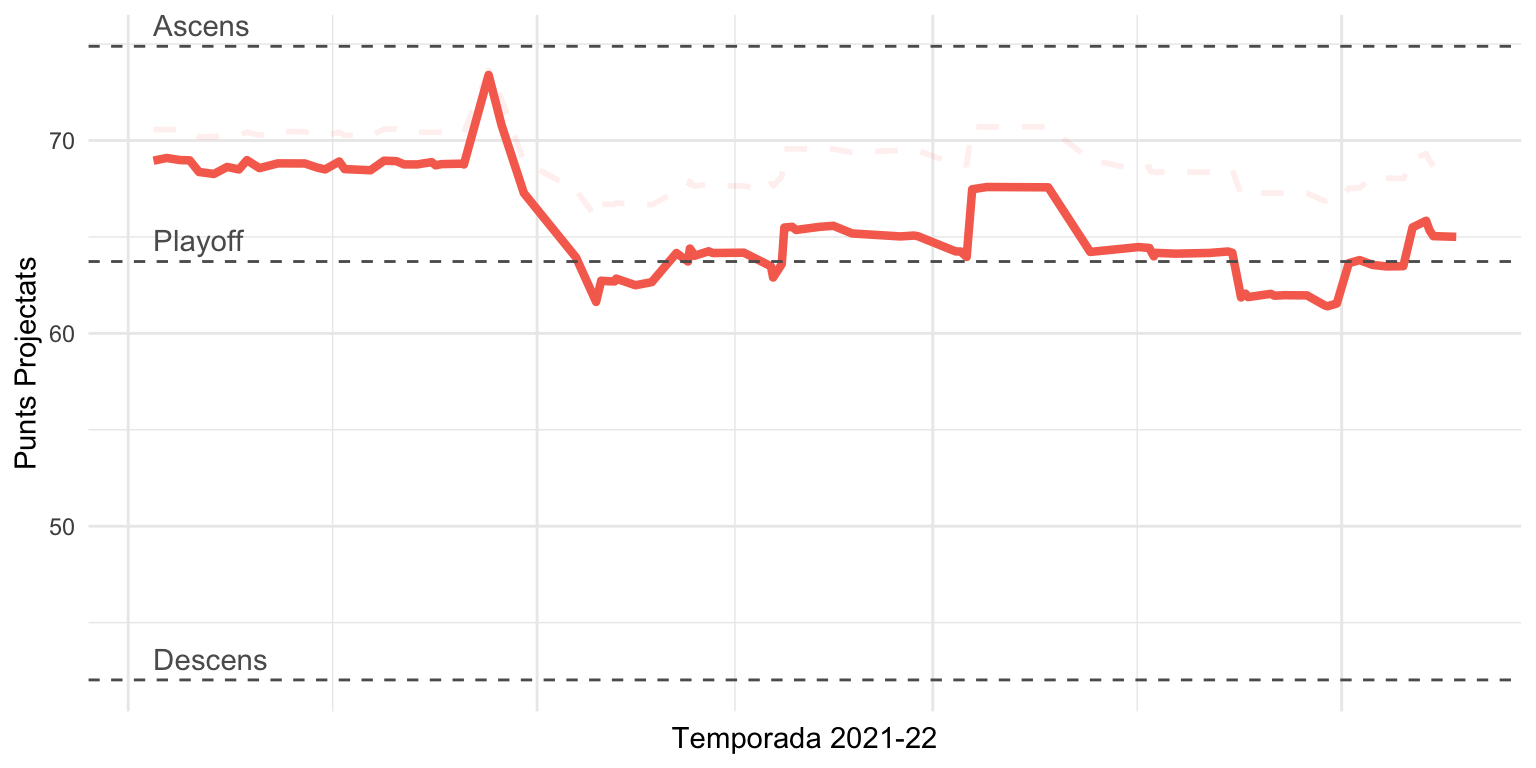 Ascens
70
Playoff
60
50
Descens
Punts Projectats
Temporada 2021-22